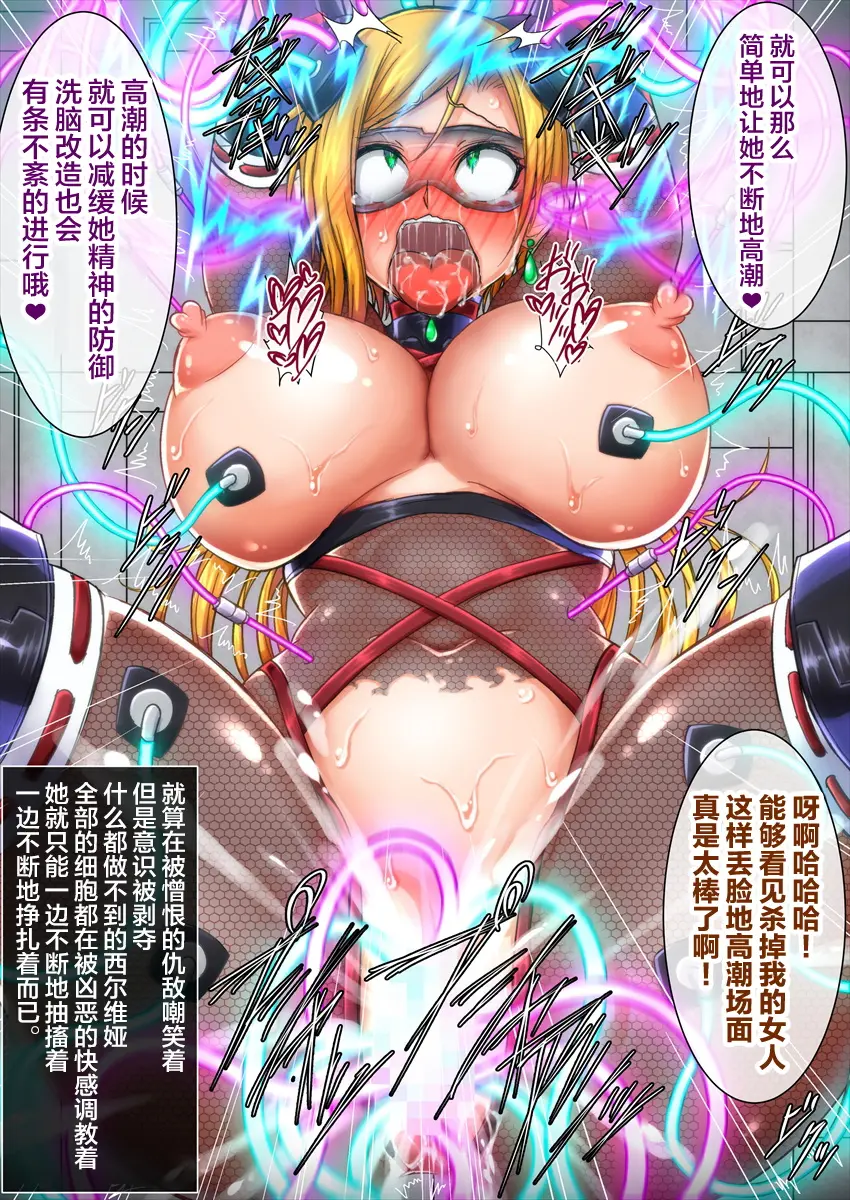 就可以那么
简单地让她不断地高潮♥
高潮的时候
就可以减缓她精神的防御
洗脑改造也会
有条不紊的进行哦♥
呀啊哈哈哈！
能够看见杀掉我的女人
这样丢脸地高潮场面
真是太棒了啊！
就算在被憎恨的仇敌嘲笑着
但是意识被剥夺
什么都做不到的西尔维娅
全部的细胞都在被凶恶的快感调教着
她就只能一边不断地抽搐着
一边不断地挣扎着而已。